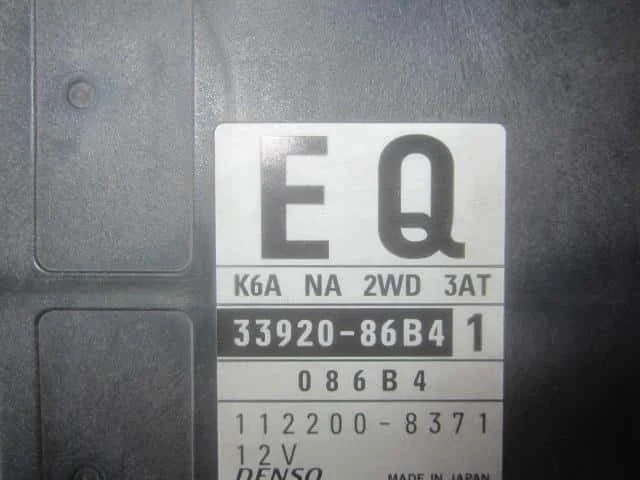 EQ
K6A NA 2WD 3AT
33920-86B4 1
086B4
112200-8371
12V
DENSO MADE IN JAPAN